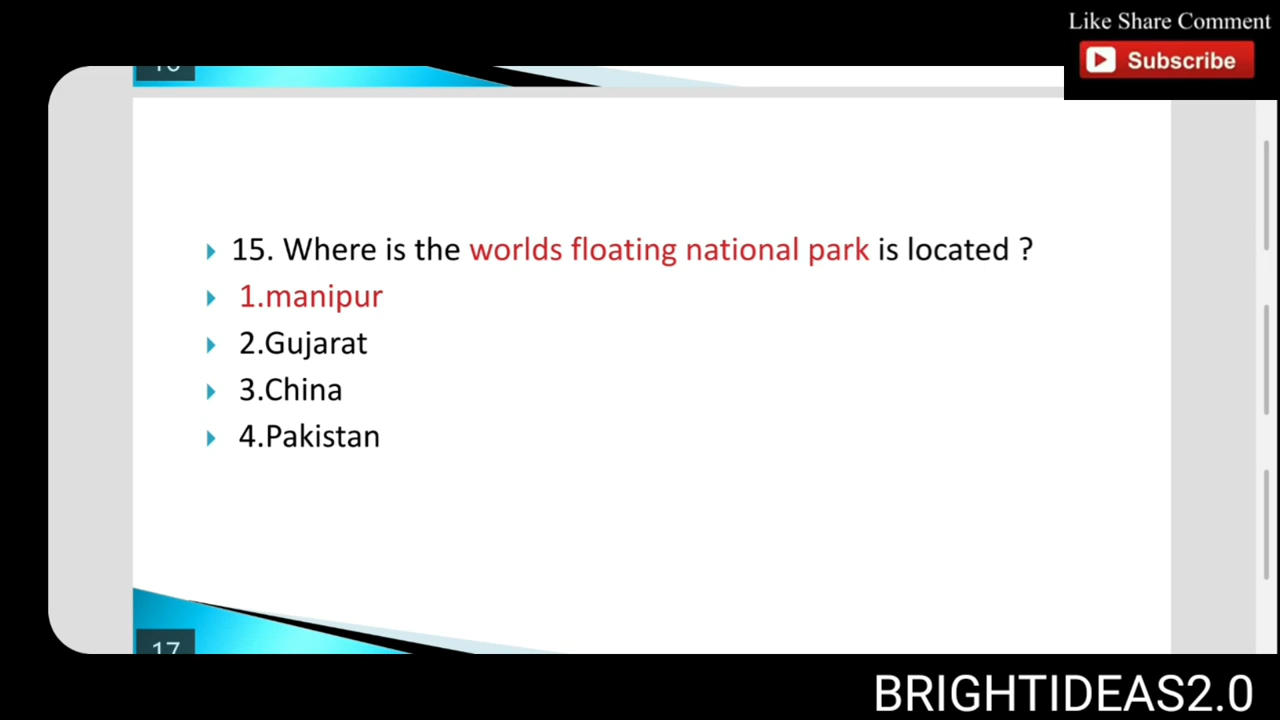 Like Share Comment
Subscribe
15. Where is the worlds floating national park is located ?
1.manipur
2.Gujarat
3.China
4.Pakistan
17
BRIGHTIDEAS2.0